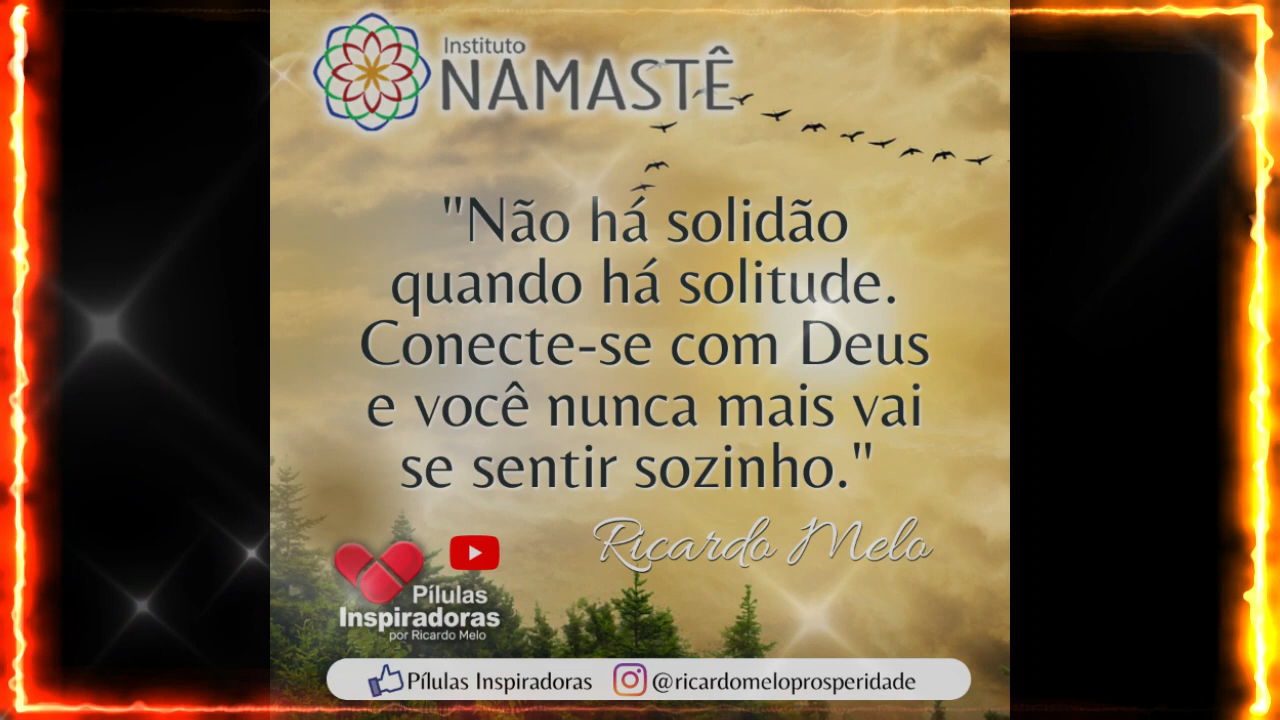 Instituto
NAMASTÊ
"Não há solidão
quando há solitude.
Conecte-se com Deus
e você nunca mais vai
se sentir sozinho."
Ricardo Melo
Pílulas
Inspiradoras
por Ricardo Melo
Pílulas Inspiradoras @ricardomeloprosperidade